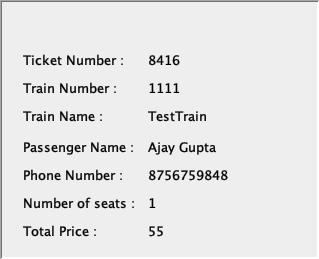 Ticket Number : 8416
Train Number : 1111
Train Name : TestTrain
Passenger Name : Ajay Gupta
Phone Number : 8756759848
Number of seats : 1
Total Price : 55